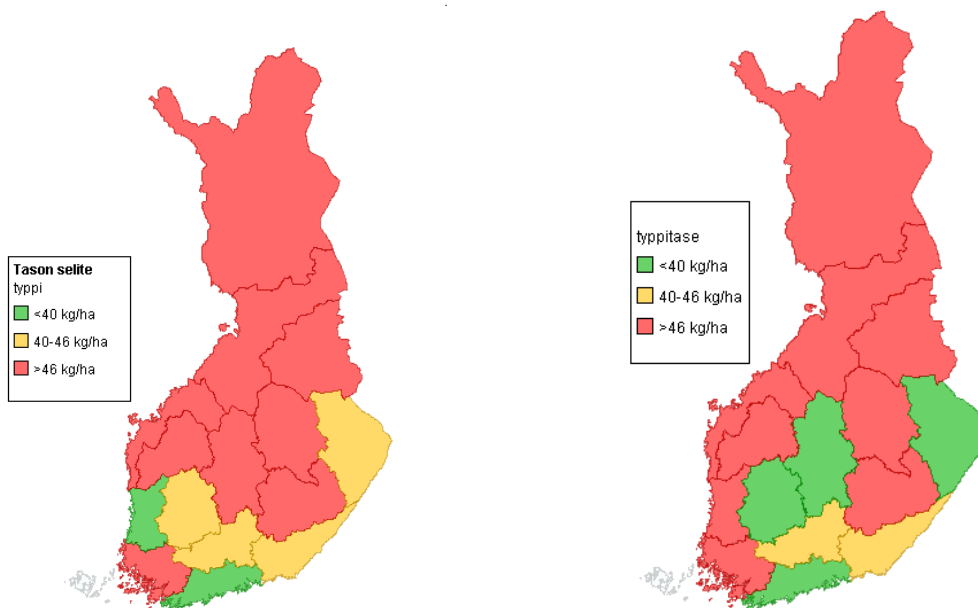 Tason selite
typpi
<40 kg/ha
40-46 kg/ha
>46 kg/ha
typpitase
<40 kg/ha
40-46 kg/ha
>46 kg/ha